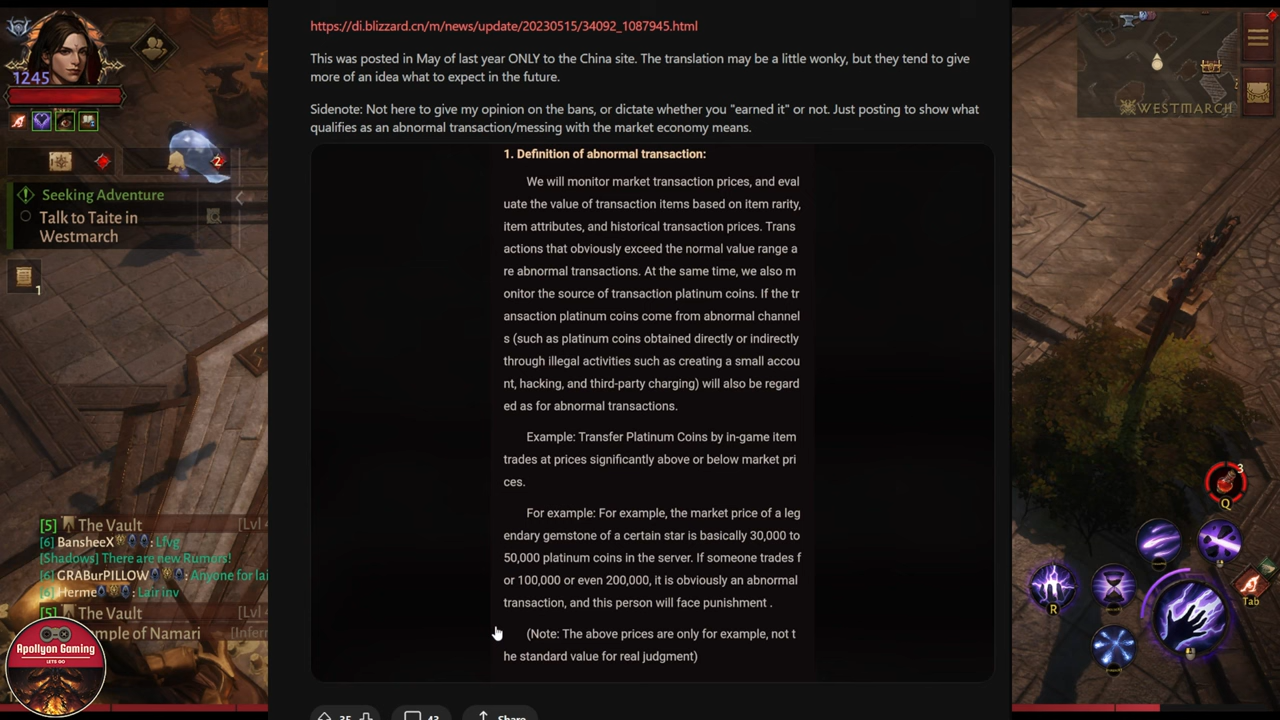 https://di.blizzard.cn/m/news/update/20230515/34092_1087945.html
This was posted in May of last year ONLY to the China site. The translation may be a little wonky, but they tend to give
more of an idea what to expect in the future.
Sidenote: Not here to give my opinion on the bans, or dictate whether you "earned it" or not. Just posting to show what
qualifies as an abnormal transaction/messing with the market economy means.
1. Definition of abnormal transaction:
We will monitor market transaction prices, and eval
uate the value of transaction items based on item rarity,
item attributes, and historical transaction prices. Trans
actions that obviously exceed the normal value range a
re abnormal transactions. At the same time, we also m
onitor the source of transaction platinum coins. If the tr
ansaction platinum coins come from abnormal channel
s (such as platinum coins obtained directly or indirectly
through illegal activities such as creating a small accou
nt, hacking, and third-party charging) will also be regard
ed as for abnormal transactions.
Example: Transfer Platinum Coins by in-game item
trades at prices significantly above or below market pri
ces.
For example: For example, the market price of a leg
endary gemstone of a certain star is basically 30,000 to
50,000 platinum coins in the server. If someone trades f
or 100,000 or even 200,000, it is obviously an abnormal
transaction, and this person will face punishment .
(Note: The above prices are only for example, not t
he standard value for real judgment)
35
43
Share
1245
2
Seeking Adventure
Talk to Taite in
Westmarch
1
[5] The Vault [Lvl
[6] BansheeX: Lfvg
[Shadows] There are new Rumors!
[6] GRABurPILLOW: Anyone for lai
[6] Herme: Lair inv
[5] The Vault [Lvl
mple of Namari [Infern
Apollyon Gaming
LETS GO
WESTMARCH
3
Q
R
Tab